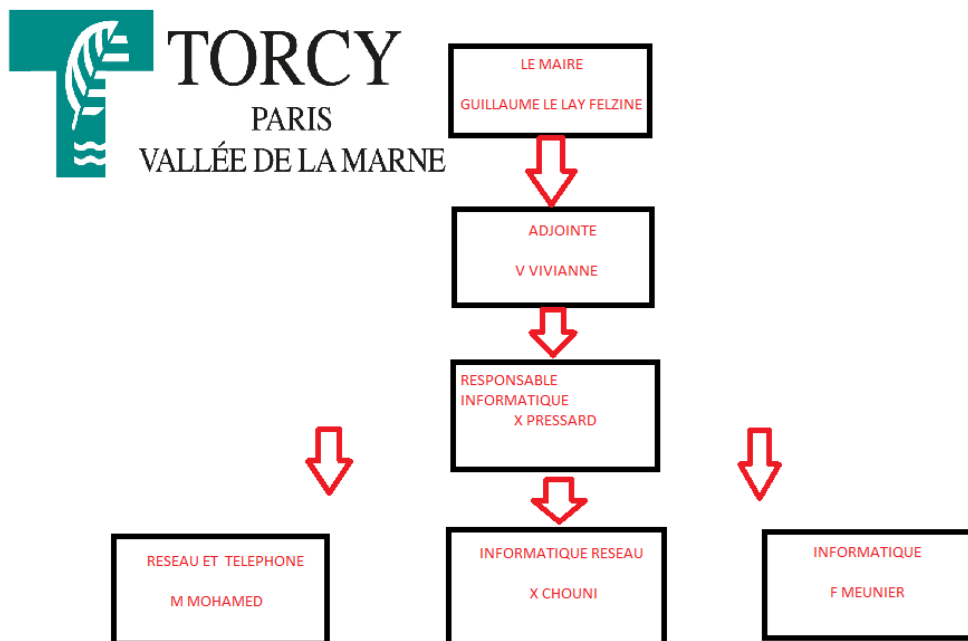 TORCY
PARIS
VALLÉE DE LA MARNE
LE MAIRE
GUILLAUME LE LAY FELZINE
ADJOINTE
V VIVIANNE
RESPONSABLE
INFORMATIQUE
X PRESSARD
RESEAU ET TELEPHONE
M MOHAMED
INFORMATIQUE RESEAU
X CHOUNI
INFORMATIQUE
F MEUNIER